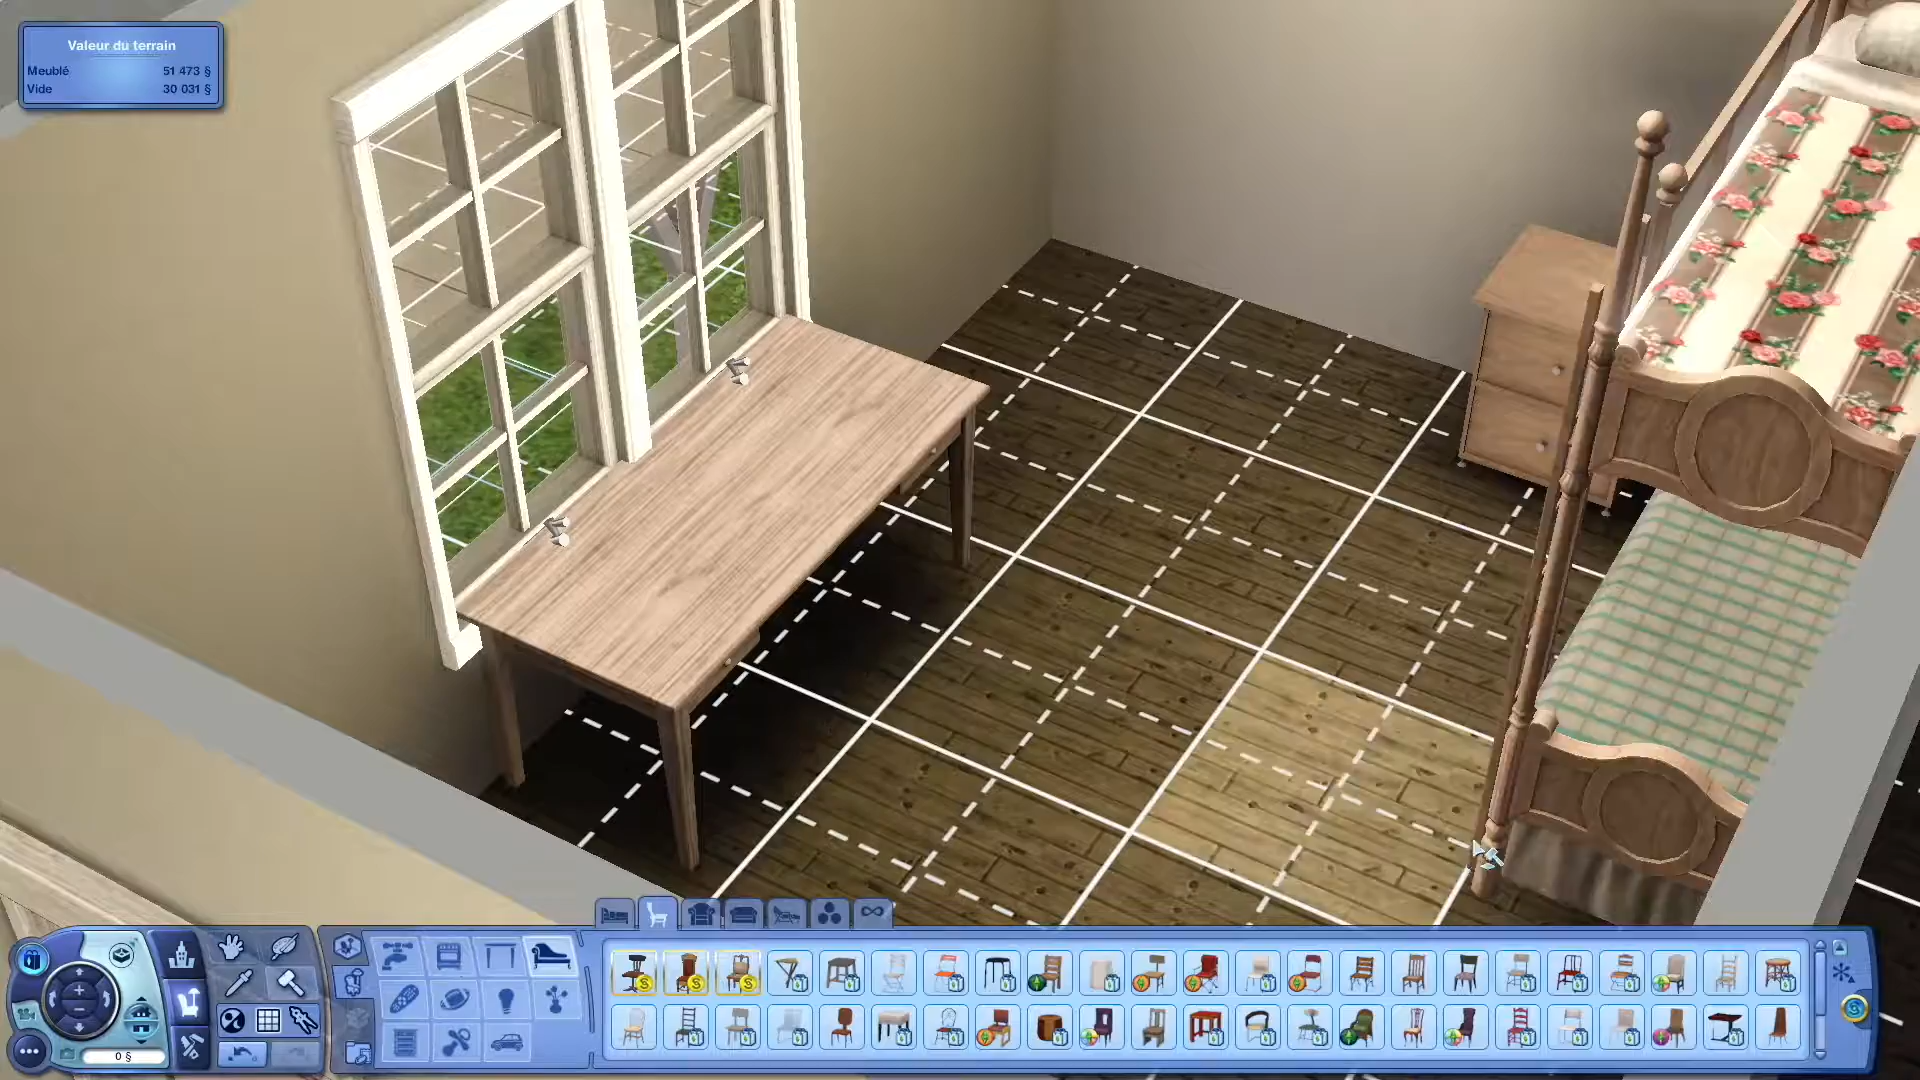 Valeur du terrain
Meublé 51 473 §
Vide 30 031 §
0 §